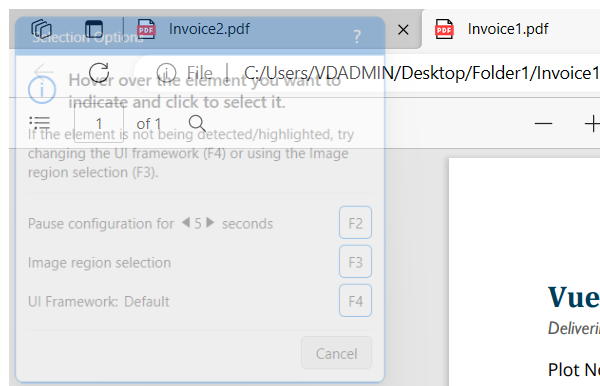 Invoice2.pdf
Invoice1.pdf
Selection Options
?
File
C:/Users/VDADMIN/Desktop/Folder1/Invoice1
Hover over the element you want to
indicate and click to select it.
1
of 1
If the element is not being detected/highlighted, try
changing the UI framework (F4) or using the Image
region selection (F3).
Pause configuration for 5 seconds
F2
Image region selection
F3
UI Framework: Default
F4
Cancel
Vue
Deliveri
Plot N